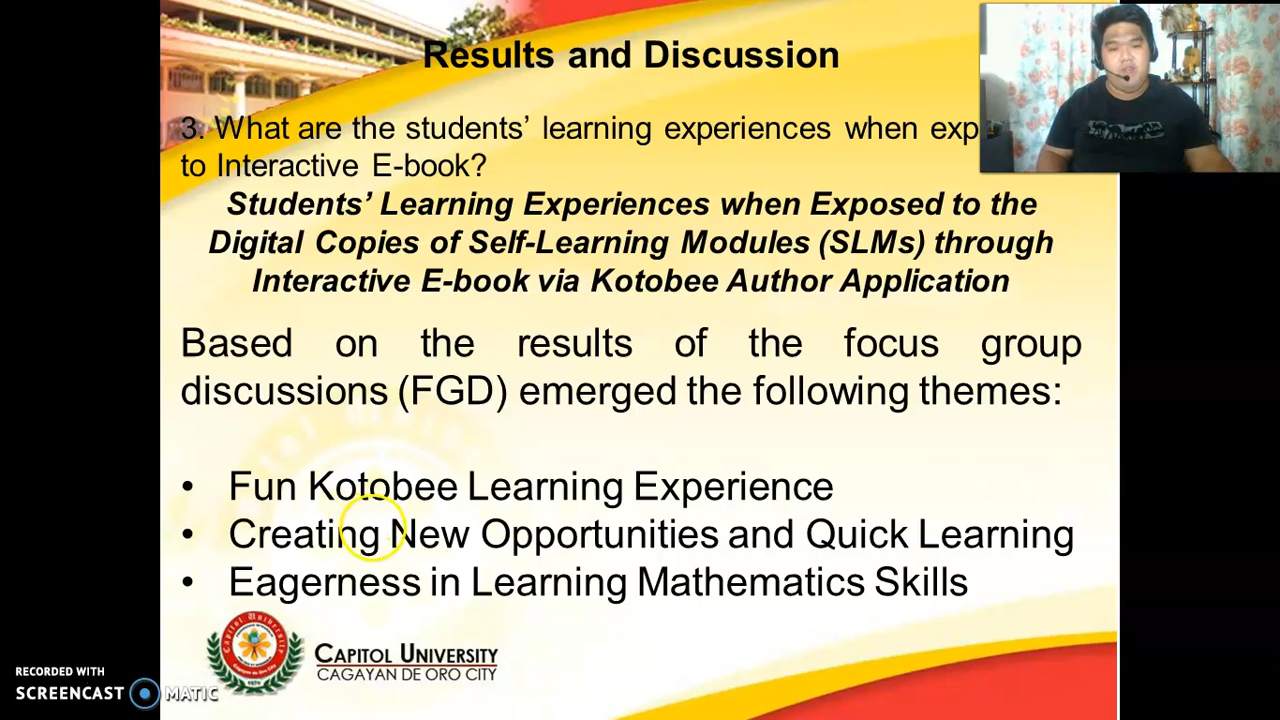 Results and Discussion
3. What are the students’ learning experiences when exp
to Interactive E-book?
Students’ Learning Experiences when Exposed to the
Digital Copies of Self-Learning Modules (SLMs) through
Interactive E-book via Kotobee Author Application
Based on the results of the focus group
discussions (FGD) emerged the following themes:
• Fun Kotobee Learning Experience
• Creating New Opportunities and Quick Learning
• Eagerness in Learning Mathematics Skills
Capitol University
CAPITOL UNIVERSITY
CAGAYAN DE ORO CITY
RECORDED WITH
SCREENCAST MATIC